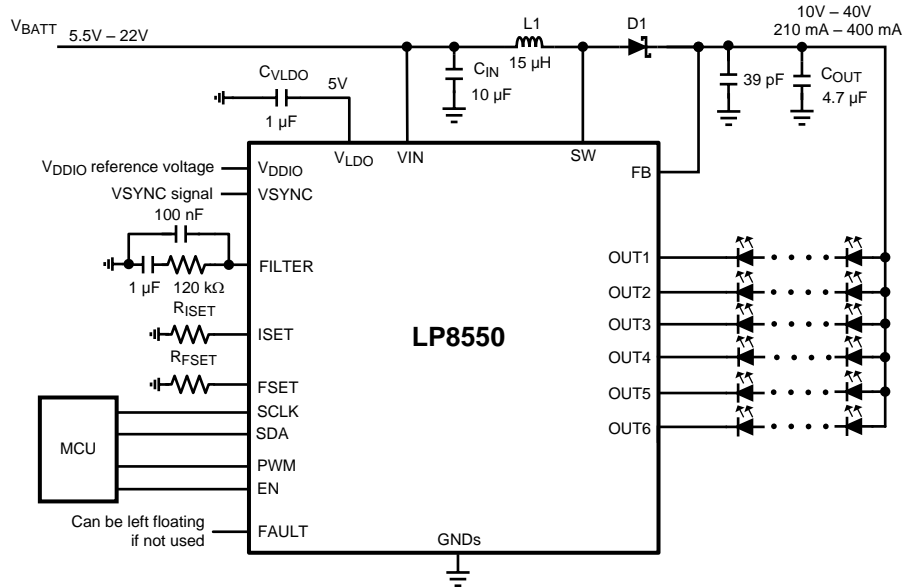 VBATT 5.5V – 22V
L1
15 µH
D1
10V – 40V
210 mA – 400 mA
CIN
10 µF
39 pF
COUT
4.7 µF
CVLDO
5V
1 µF
VLDO
VIN
SW
FB
VDDIO reference voltage
VDDIO
VSYNC signal
VSYNC
100 nF
FILTER
1 µF
120 kΩ
RISET
ISET
RFSET
FSET
MCU
SCLK
SDA
PWM
EN
Can be left floating
if not used
FAULT
LP8550
OUT1
OUT2
OUT3
OUT4
OUT5
OUT6
GNDs